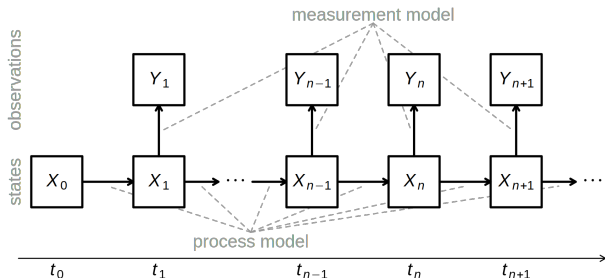 measurement model
observations
Y1 Yn−1 Yn Yn+1
states
X0 X1 ··· Xn−1 Xn Xn+1 ···
process model
t0 t1 tn−1 tn tn+1